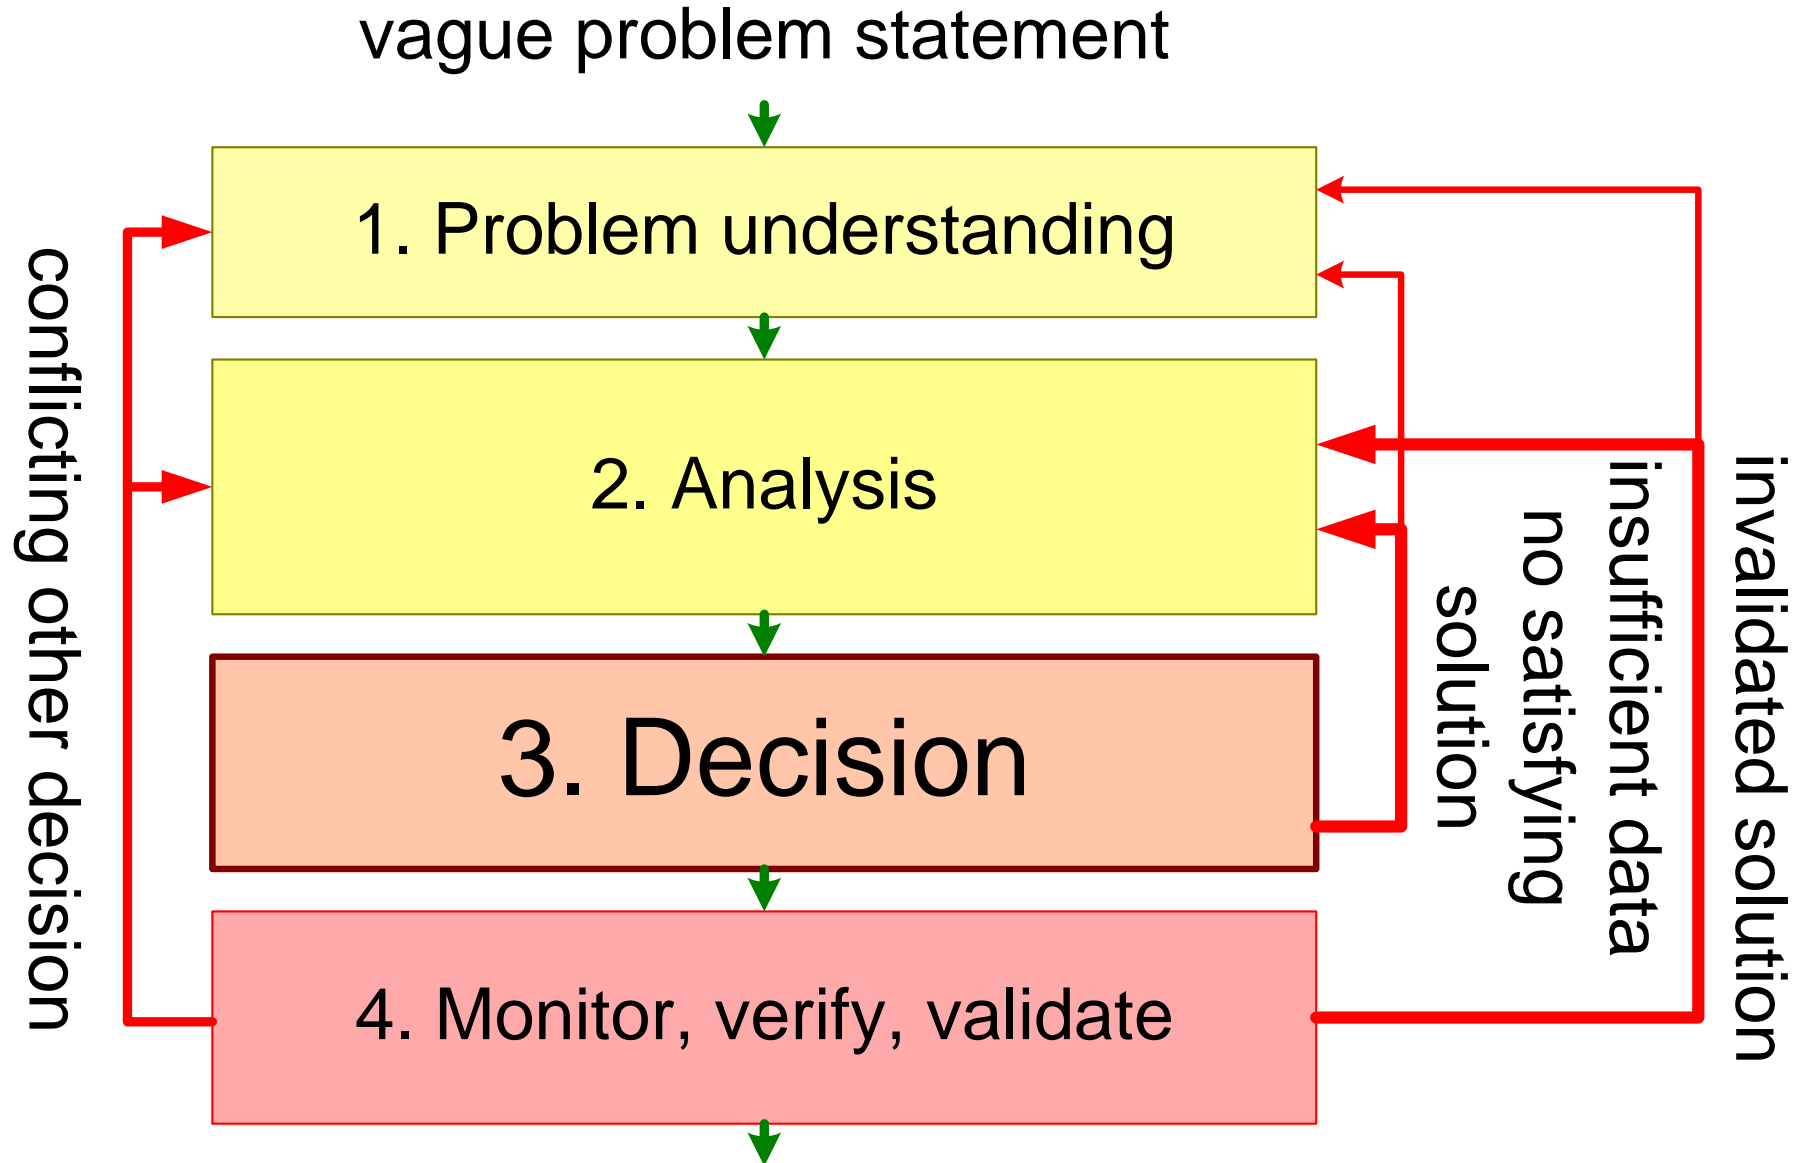 vague problem statement
1. Problem understanding
2. Analysis
3. Decision
4. Monitor, verify, validate
conflicting other decision
insufficient data
no satisfying
solution
invalidated solution